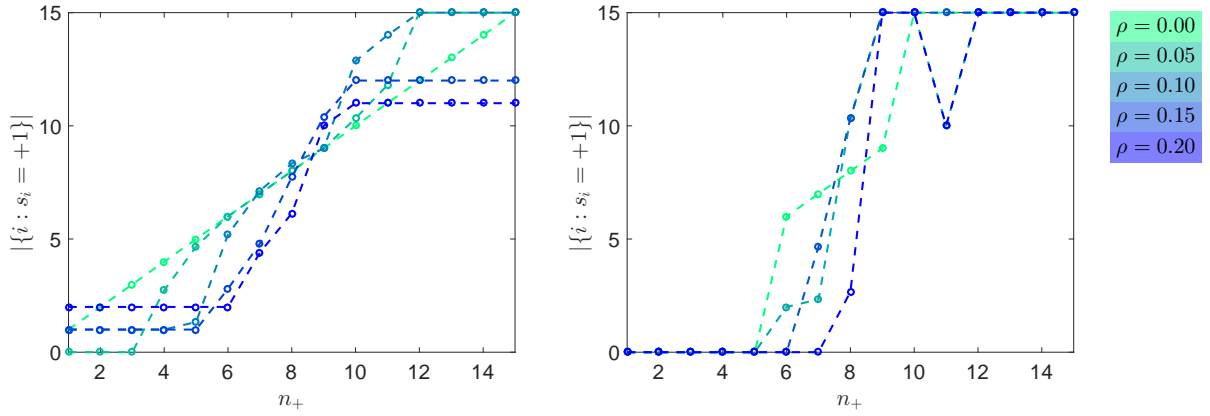 15
10
5
0
|{i : s_i = +1}|
2 4 6 8 10 12 14
n_+
15
10
5
0
|{i : s_i = +1}|
2 4 6 8 10 12 14
n_+
ρ = 0.00
ρ = 0.05
ρ = 0.10
ρ = 0.15
ρ = 0.20